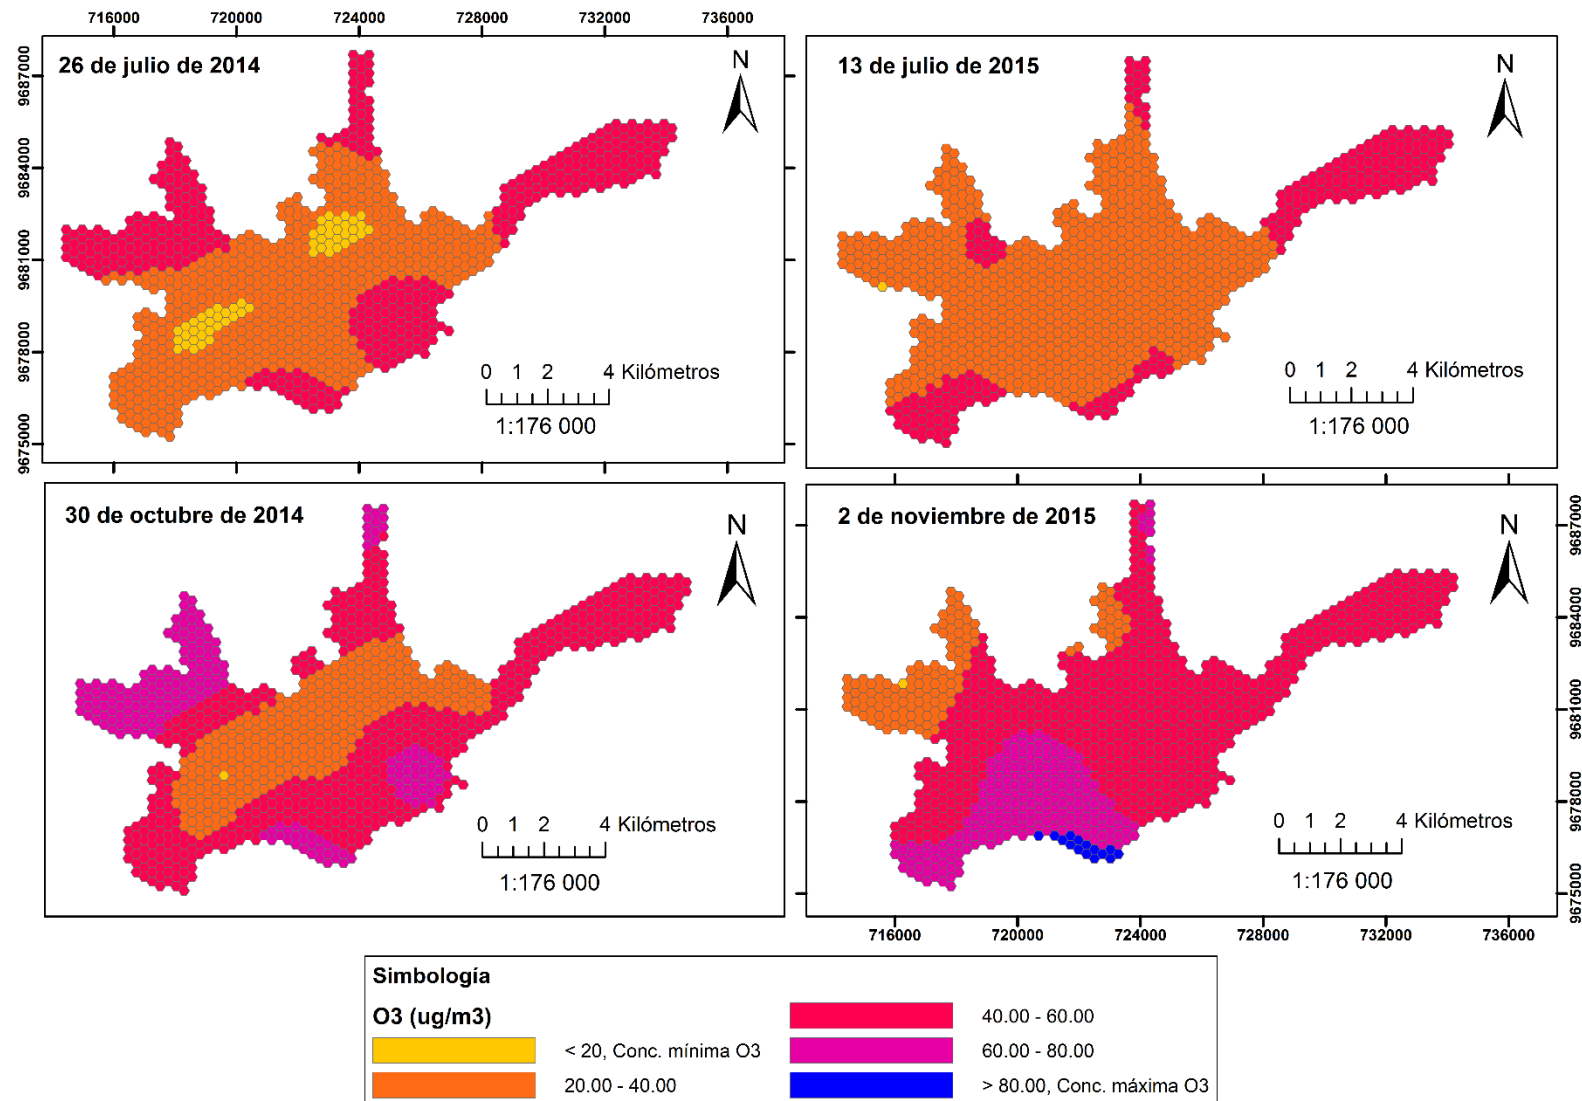 716000 720000 724000 728000 732000 736000
26 de julio de 2014
N
9687000
9684000
9681000
9678000
9675000
0 1 2 4 Kilómetros
1:176 000
13 de julio de 2015
N
0 1 2 4 Kilómetros
1:176 000
30 de octubre de 2014
N
0 1 2 4 Kilómetros
1:176 000
2 de noviembre de 2015
N
9687000
9684000
9681000
9678000
9675000
0 1 2 4 Kilómetros
1:176 000
716000 720000 724000 728000 732000 736000
Simbología
O3 (ug/m3)
< 20, Conc. mínima O3
20.00 - 40.00
40.00 - 60.00
60.00 - 80.00
> 80.00, Conc. máxima O3